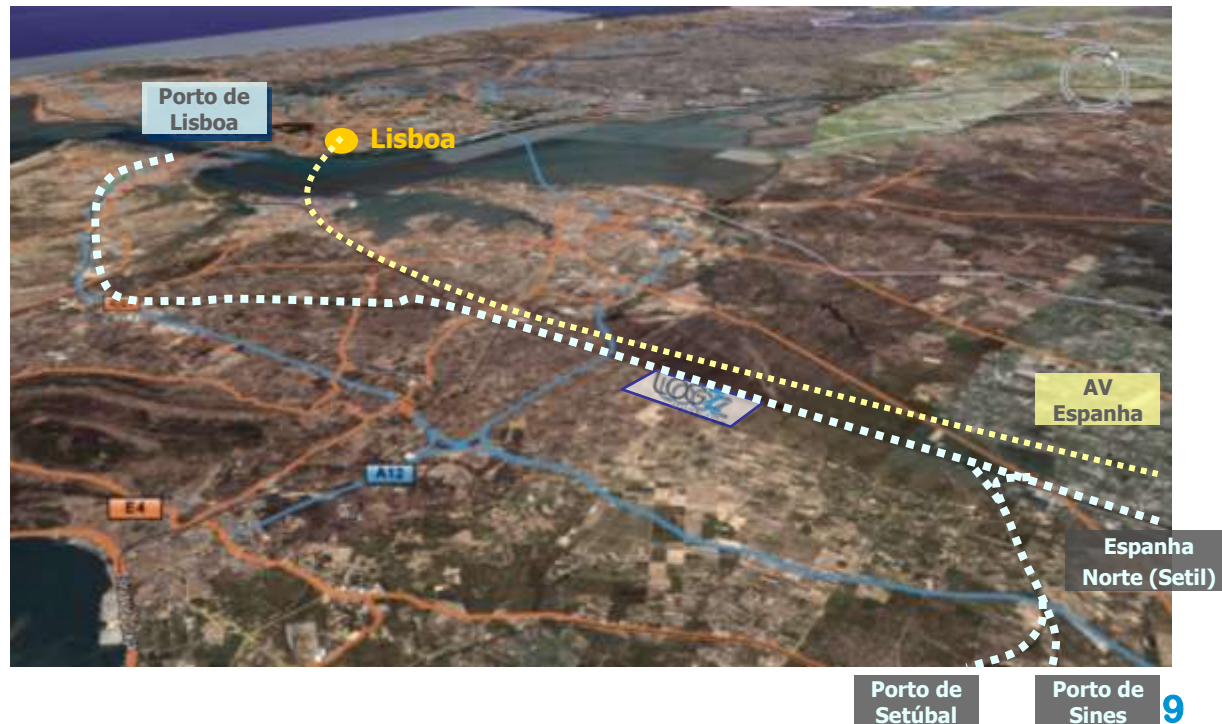 Porto de
Lisboa
Lisboa
AV
Espanha
A12
E4
Espanha
Norte (Setil)
Porto de
Setúbal
Porto de
Sines
9